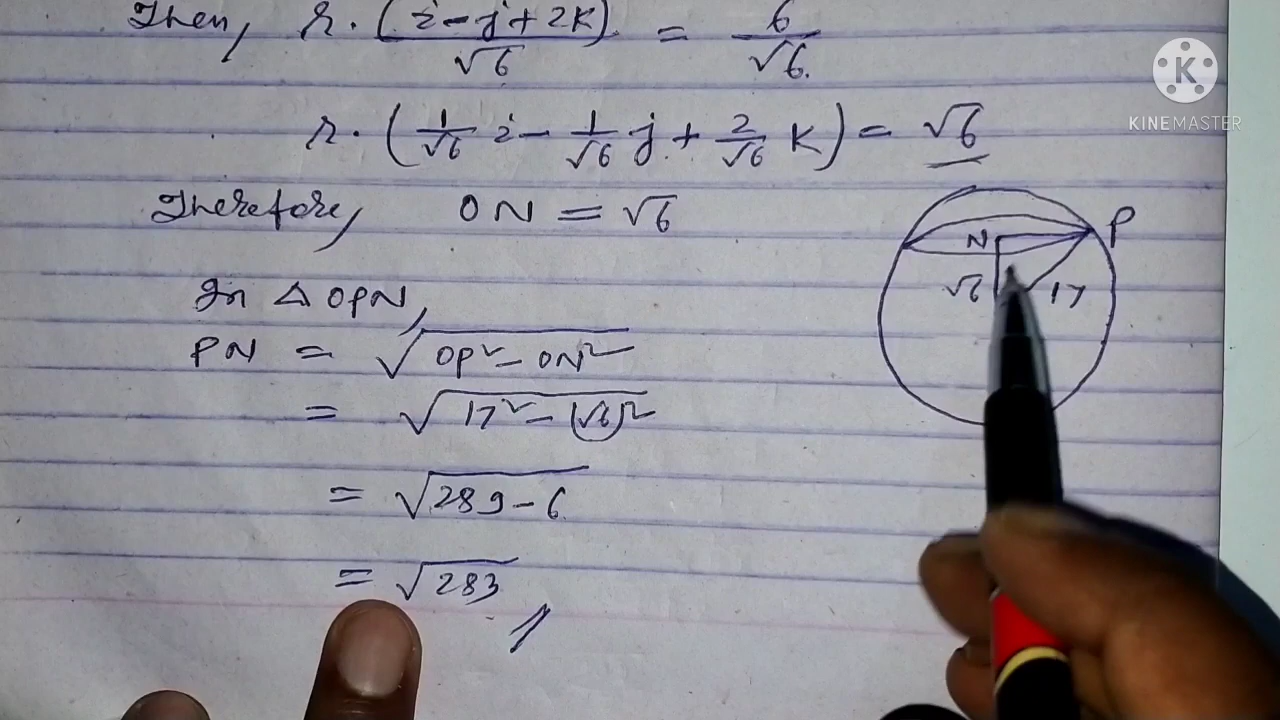 Then, r. (i-j+2k)/√6 = 6/√6.
r. (1/√6 i - 1/√6 j + 2/√6 k) = √6
Therefore, ON = √6
In △ OPN,
PN = √OP² - ON²
= √17² - (√6)²
= √289 - 6
= √283
N P
√6 17
K
KINEMASTER